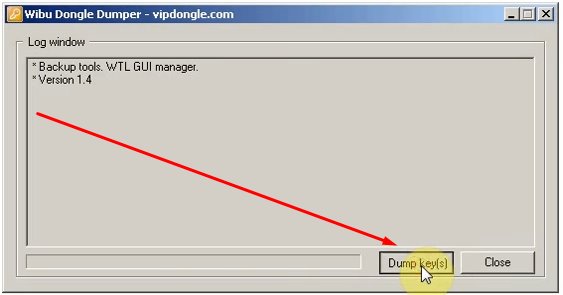 Wibu Dongle Dumper - vipdongle.com
Log window
* Backup tools. WTL GUI manager.
* Version 1.4
Dump key(s)
Close